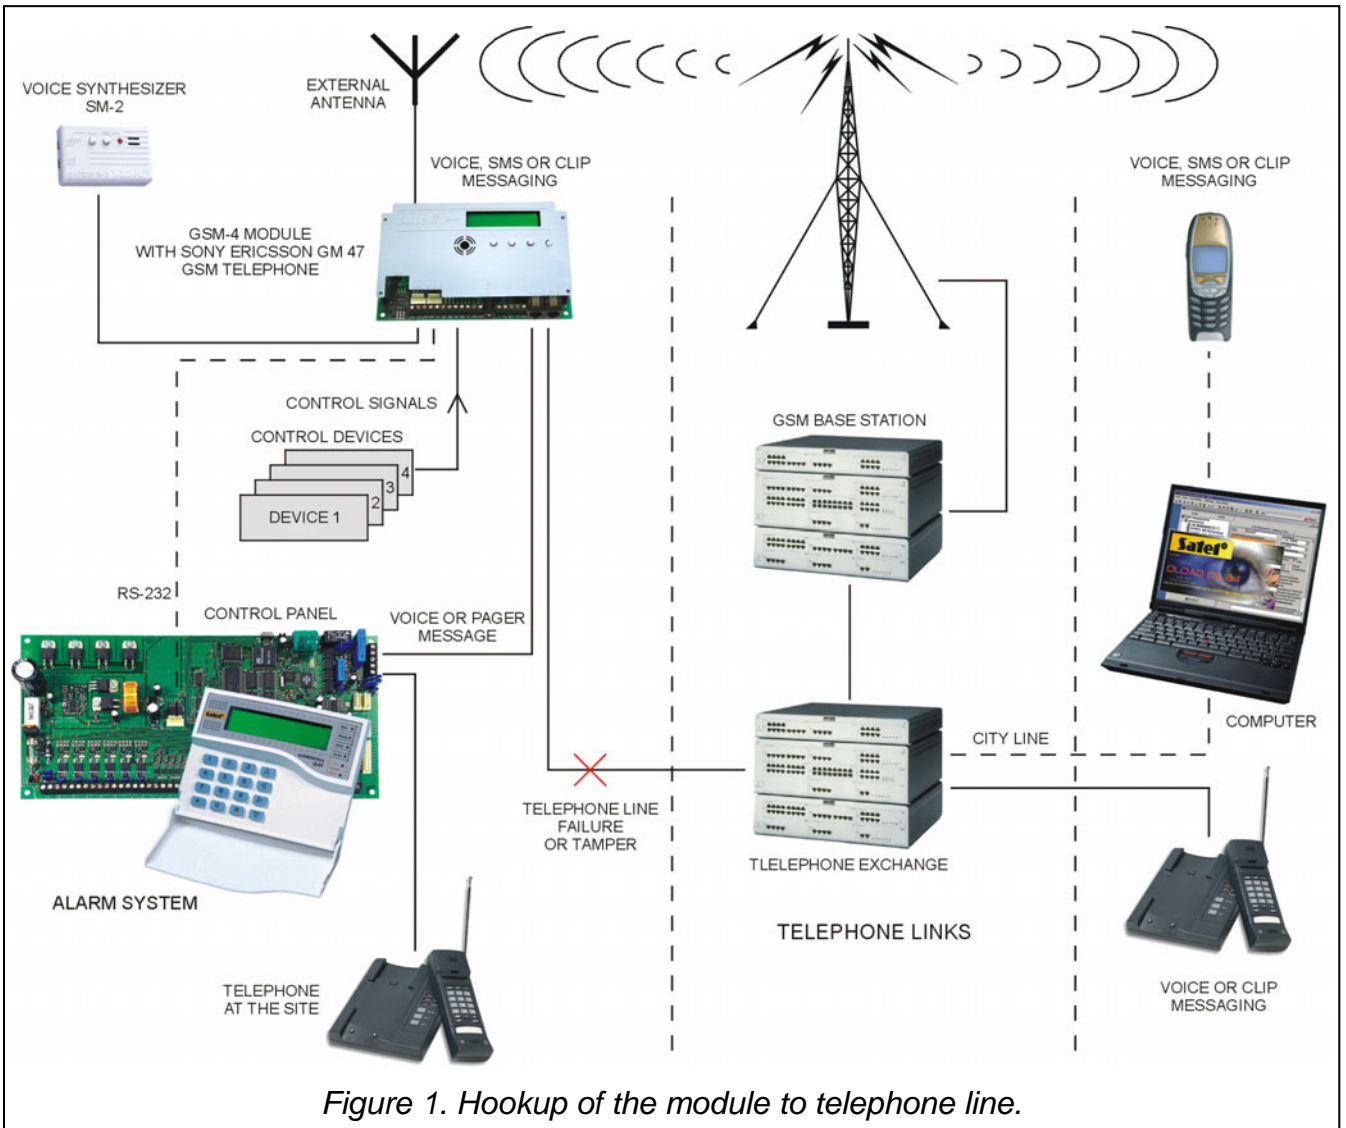 VOICE SYNTHESIZER
SM-2
EXTERNAL
ANTENNA
VOICE, SMS OR CLIP
MESSAGING
VOICE, SMS OR CLIP
MESSAGING
GSM-4 MODULE
WITH SONY ERICSSON GM 47
GSM TELEPHONE
CONTROL SIGNALS
CONTROL DEVICES
4
3
2
DEVICE 1
GSM BASE STATION
Satel
DLOAD
RS-232
CONTROL PANEL
VOICE OR PAGER
MESSAGE
Satel
COMPUTER
CITY LINE
TELEPHONE LINE
FAILURE
OR TAMPER
TLELEPHONE EXCHANGE
ALARM SYSTEM
TELEPHONE LINKS
TELEPHONE
AT THE SITE
VOICE OR CLIP
MESSAGING
Figure 1. Hookup of the module to telephone line.